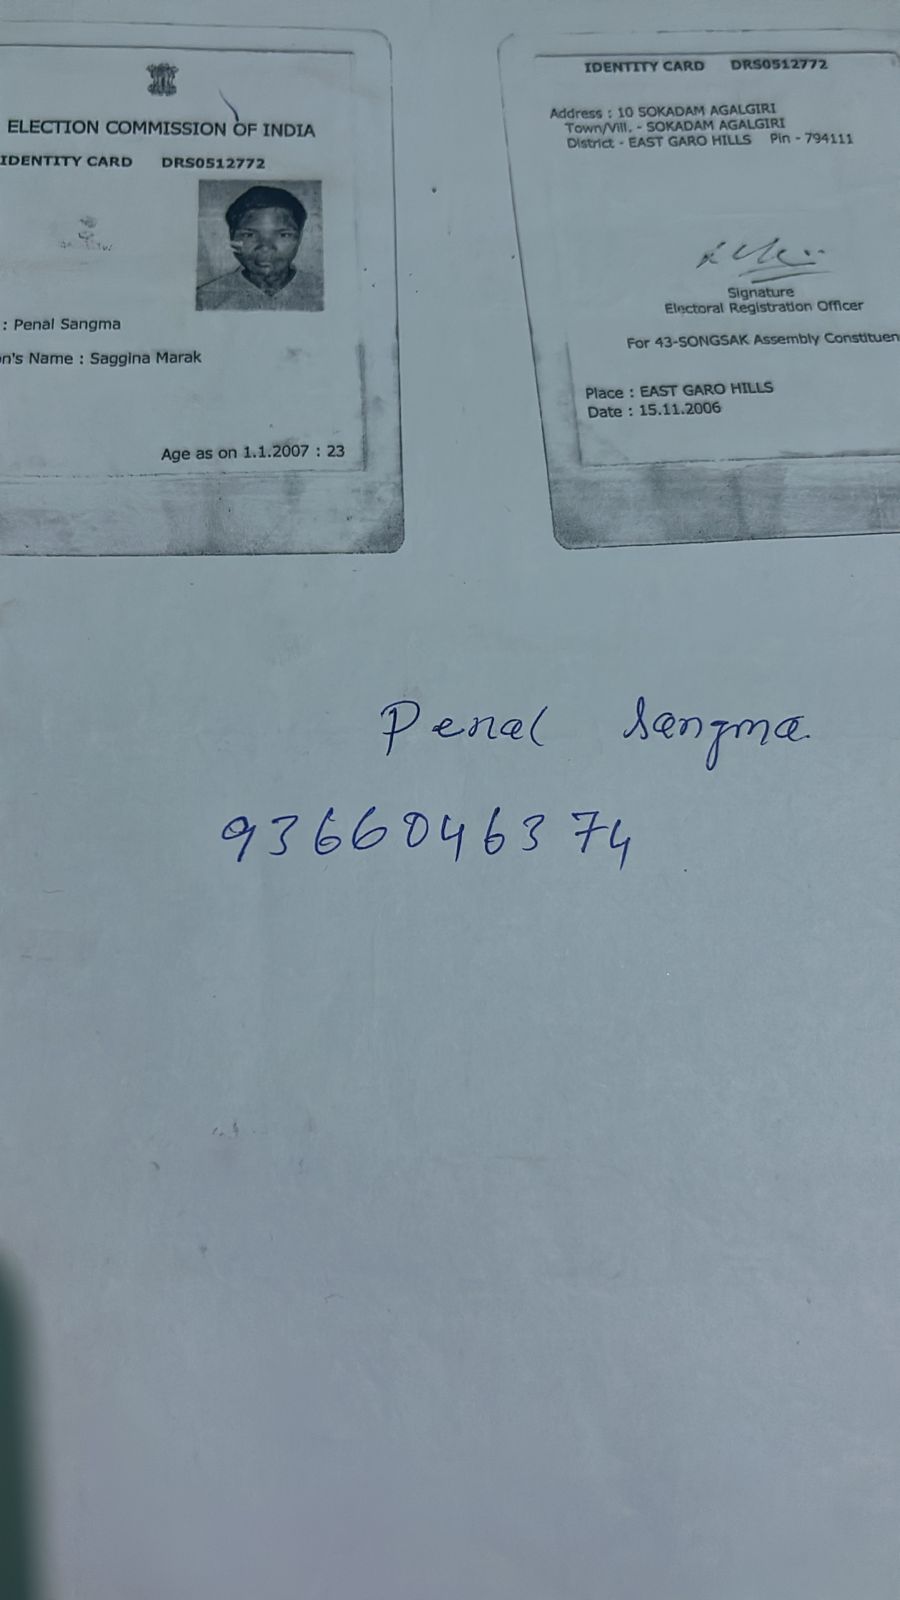 ELECTION COMMISSION OF INDIA
IDENTITY CARD DRS0512772
: Penal Sangma
on's Name : Saggina Marak
Age as on 1.1.2007 : 23
IDENTITY CARD DRS0512772
Address : 10 SOKADAM AGALGIRI
Town/Vill. - SOKADAM AGALGIRI
District - EAST GARO HILLS Pin - 794111
Signature
Electoral Registration Officer
For 43-SONGSAK Assembly Constituen
Place : EAST GARO HILLS
Date : 15.11.2006
Penal Sangma
9366046374